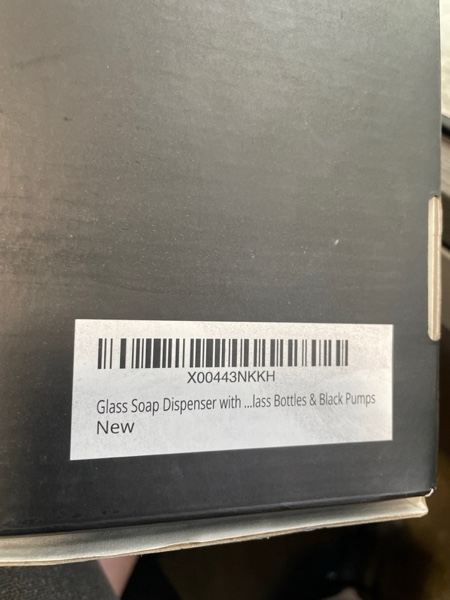 X00443NKKH
Glass Soap Dispenser with ...lass Bottles & Black Pumps
New